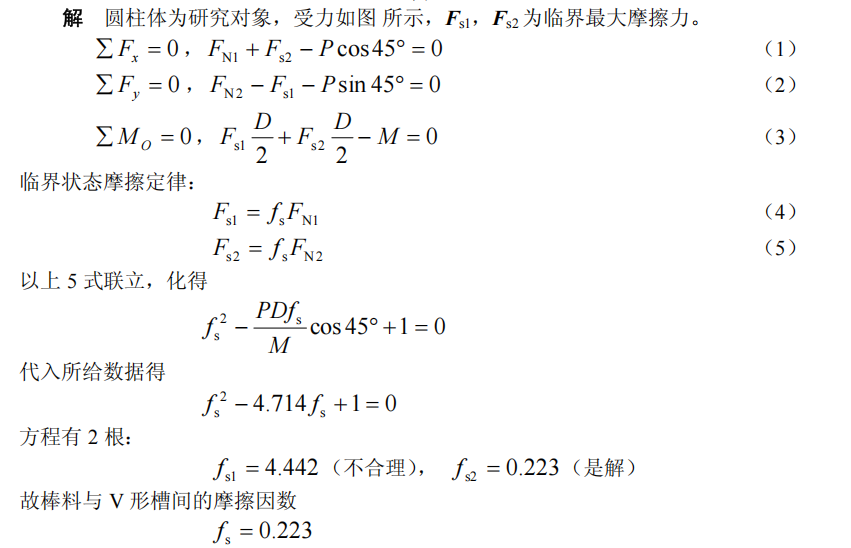 解 圆柱体为研究对象，受力如图 所示，Fs1，Fs2 为临界最大摩擦力。
∑Fx = 0，FN1 + Fs2 − P cos 45° = 0 （1）
∑Fy = 0，FN2 − Fs1 − P sin 45° = 0 （2）
∑MO = 0，Fs1 D/2 + Fs2 D/2 − M = 0 （3）
临界状态摩擦定律：
Fs1 = fsFN1 （4）
Fs2 = fsFN2 （5）
以上 5 式联立，化得
fs² − PDfs/M cos 45° + 1 = 0
代入所给数据得
fs² − 4.714fs + 1 = 0
方程有 2 根：
fs1 = 4.442（不合理）， fs2 = 0.223（是解）
故棒料与 V 形槽间的摩擦因数
fs = 0.223